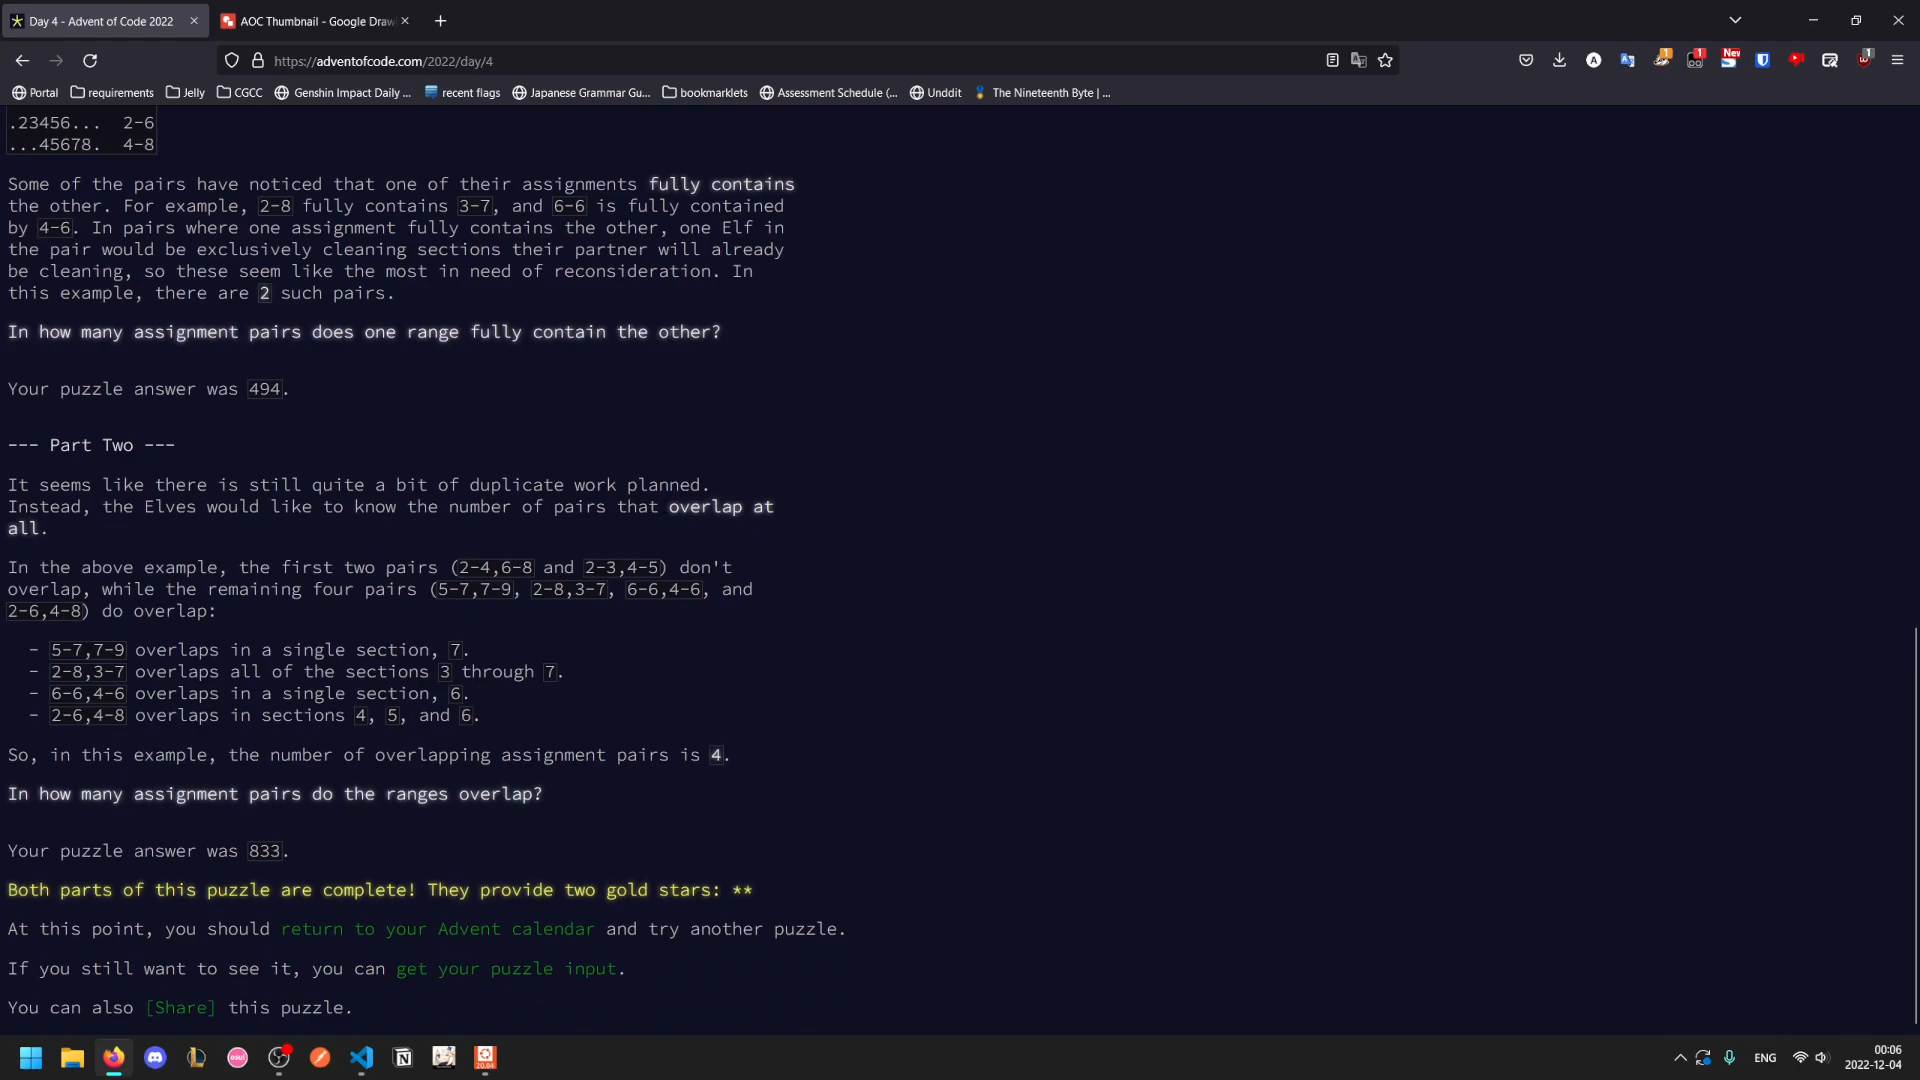 Day 4 - Advent of Code 2022
AOC Thumbnail - Google Draw
https://adventofcode.com/2022/day/4
1
1
New
1
Portal
requirements
Jelly
CGCC
Genshin Impact Daily ...
recent flags
Japanese Grammar Gu...
bookmarklets
Assessment Schedule (...
Unddit
The Nineteenth Byte | ...
.23456...  2-6
...45678.  4-8
Some of the pairs have noticed that one of their assignments fully contains
the other. For example, 2-8 fully contains 3-7, and 6-6 is fully contained
by 4-6. In pairs where one assignment fully contains the other, one Elf in
the pair would be exclusively cleaning sections their partner will already
be cleaning, so these seem like the most in need of reconsideration. In
this example, there are 2 such pairs.
In how many assignment pairs does one range fully contain the other?
Your puzzle answer was 494.
--- Part Two ---
It seems like there is still quite a bit of duplicate work planned.
Instead, the Elves would like to know the number of pairs that overlap at
all.
In the above example, the first two pairs (2-4,6-8 and 2-3,4-5) don't
overlap, while the remaining four pairs (5-7,7-9, 2-8,3-7, 6-6,4-6, and
2-6,4-8) do overlap:
- 5-7,7-9 overlaps in a single section, 7.
- 2-8,3-7 overlaps all of the sections 3 through 7.
- 6-6,4-6 overlaps in a single section, 6.
- 2-6,4-8 overlaps in sections 4, 5, and 6.
So, in this example, the number of overlapping assignment pairs is 4.
In how many assignment pairs do the ranges overlap?
Your puzzle answer was 833.
Both parts of this puzzle are complete! They provide two gold stars: **
At this point, you should return to your Advent calendar and try another puzzle.
If you still want to see it, you can get your puzzle input.
You can also [Share] this puzzle.
osu!
20.04
ENG
00:06
2022-12-04